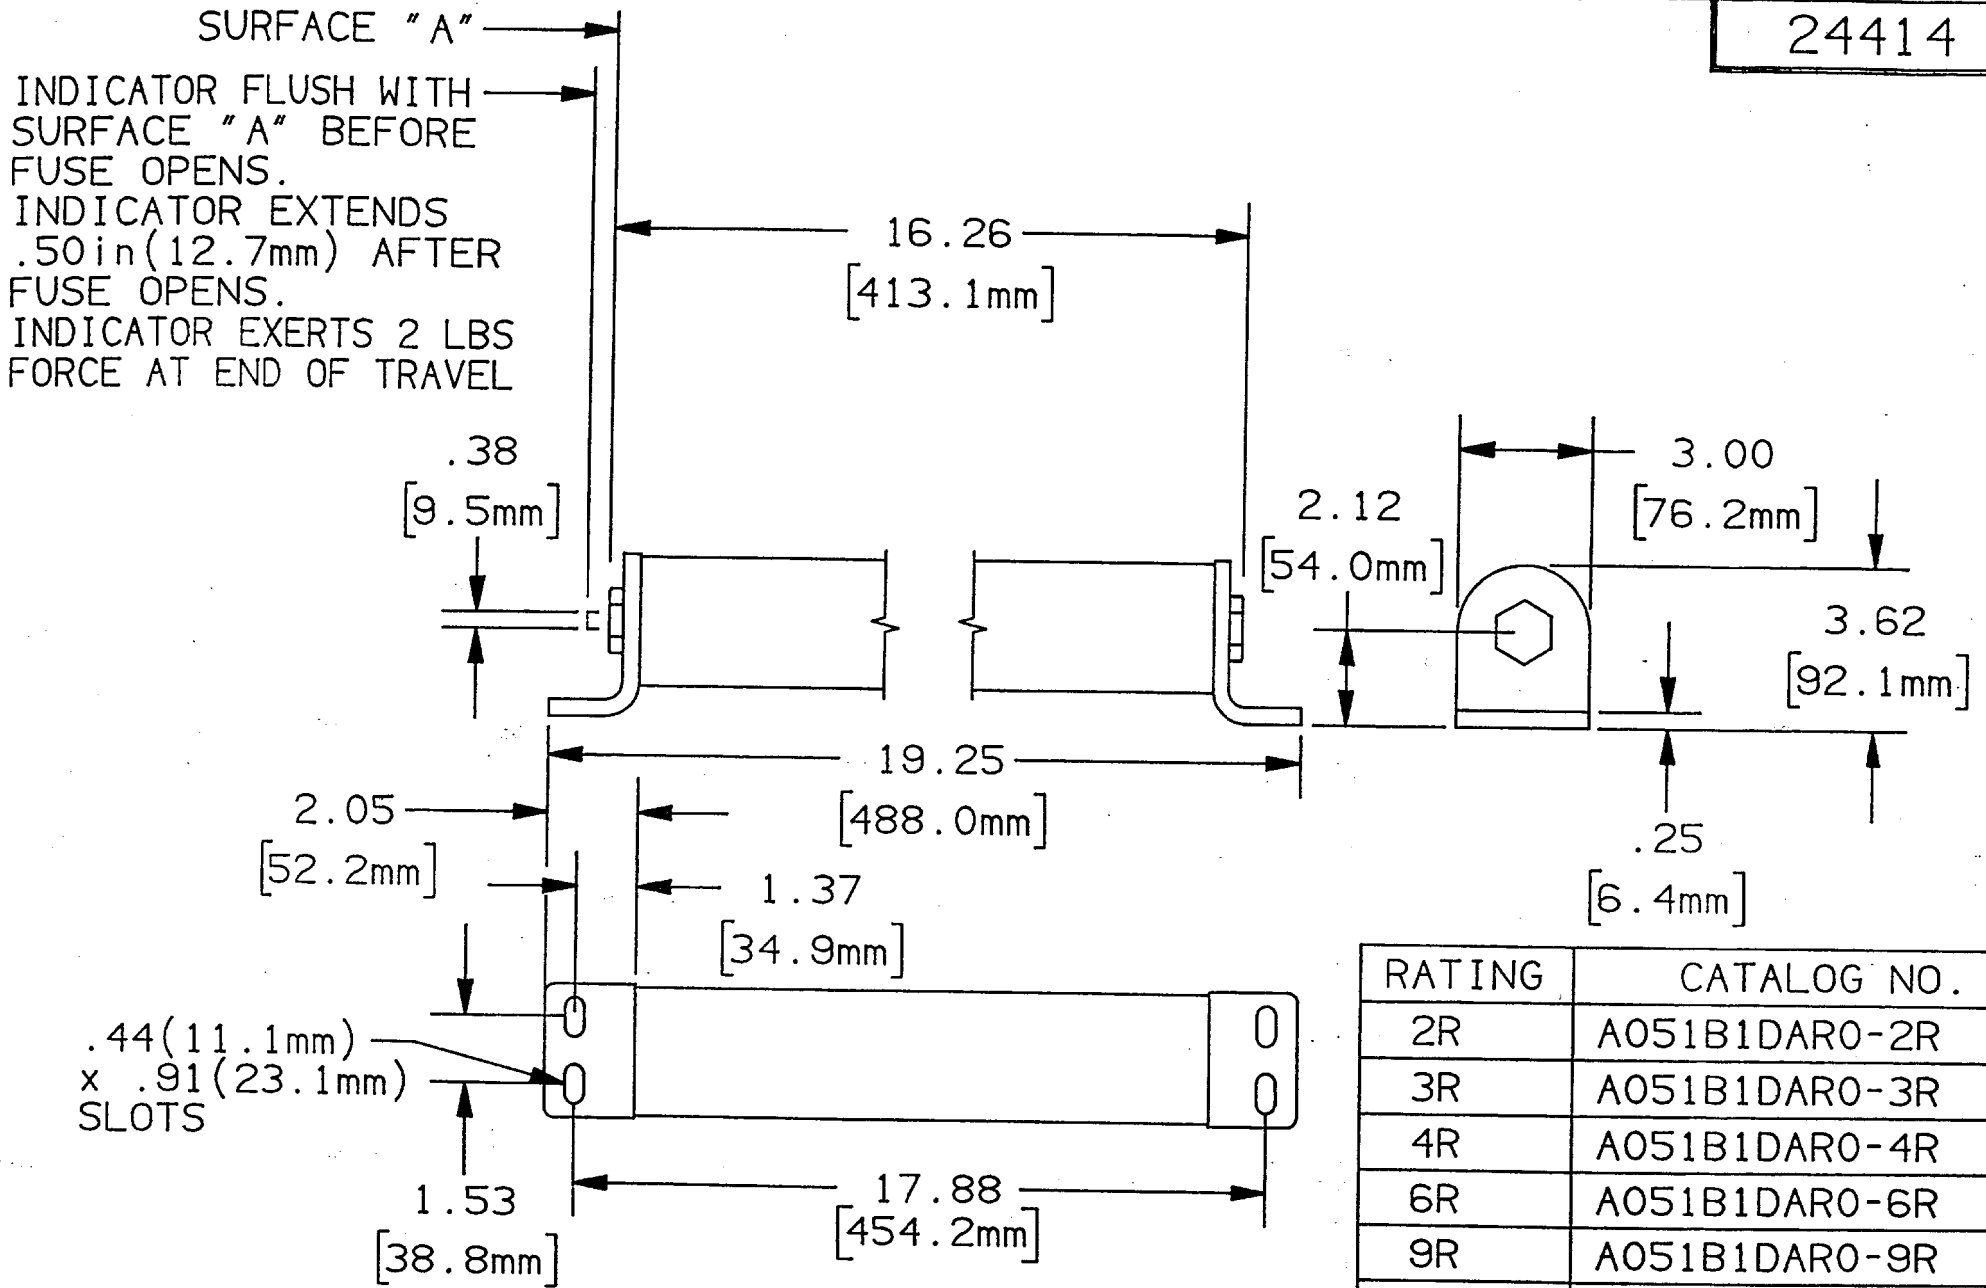 SURFACE "A"
24414
INDICATOR FLUSH WITH
SURFACE "A" BEFORE
FUSE OPENS.
INDICATOR EXTENDS
.50in(12.7mm) AFTER
FUSE OPENS.
INDICATOR EXERTS 2 LBS
FORCE AT END OF TRAVEL
16.26
[413.1mm]
.38
[9.5mm]
3.00
[76.2mm]
2.12
[54.0mm]
3.62
[92.1mm]
19.25
[488.0mm]
2.05
[52.2mm]
.25
[6.4mm]
1.37
[34.9mm]
.44(11.1mm)
x .91(23.1mm)
SLOTS
1.53
[38.8mm]
17.88
[454.2mm]
RATING CATALOG NO.
2R A051B1DAR0-2R
3R A051B1DAR0-3R
4R A051B1DAR0-4R
6R A051B1DAR0-6R
9R A051B1DAR0-9R